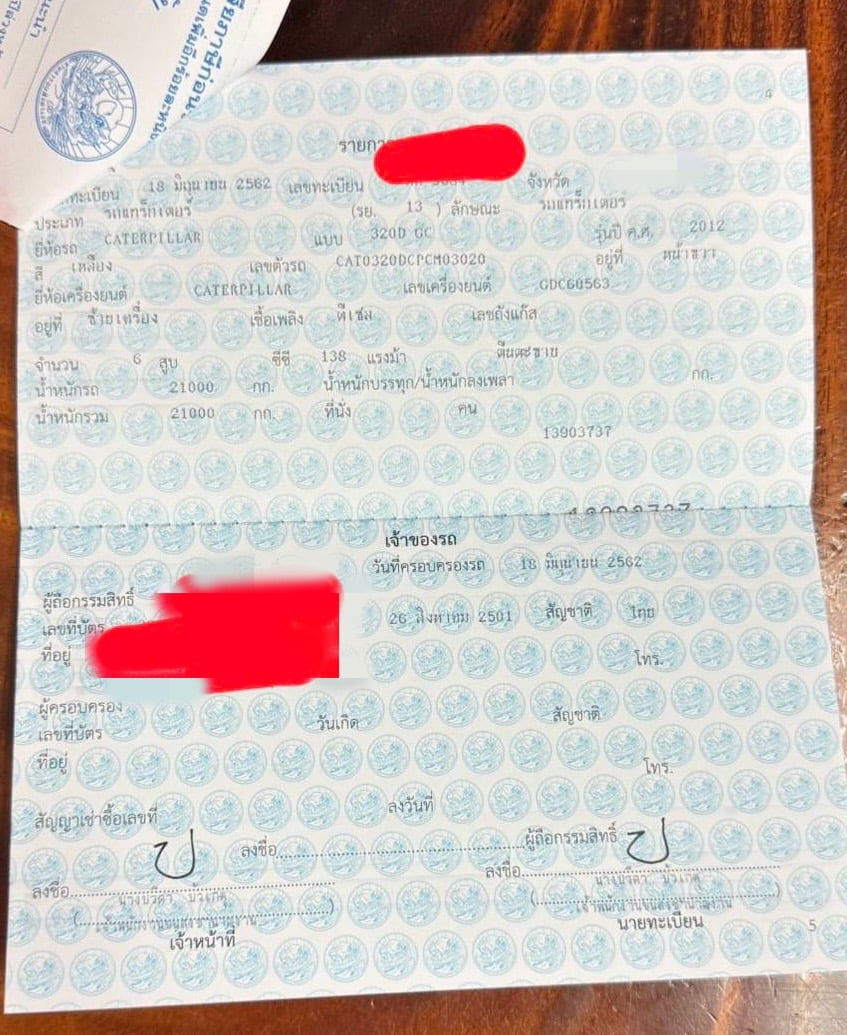 4
รายการ
ทะเบียน 18 มิถุนายน 2562 เลขทะเบียน จังหวัด
ประเภท รถแทร็กเตอร์ (รย. 13 ) ลักษณะ รถแทร็กเตอร์
ยี่ห้อรถ CATERPILLAR แบบ 320D GC รุ่นปี ค.ศ. 2012
สี เหลือง เลขตัวรถ CAT0320DCPCM03020 อยู่ที่ หน้าขวา
ยี่ห้อเครื่องยนต์ CATERPILLAR เลขเครื่องยนต์ GDC60563
อยู่ที่ ซ้ายเครื่อง เชื้อเพลิง ดีเซล เลขถังแก๊ส
จำนวน 6 สูบ ซีซี 138 แรงม้า ตีนตะขาบ
น้ำหนักรถ 21000 กก. น้ำหนักบรรทุก/น้ำหนักลงเพลา กก.
น้ำหนักรวม 21000 กก. ที่นั่ง คน
13903737
เจ้าของรถ
วันที่ครอบครองรถ 18 มิถุนายน 2562
ผู้ถือกรรมสิทธิ์
เลขที่บัตร 26 สิงหาคม 2501 สัญชาติ ไทย
ที่อยู่ โทร.
ผู้ครอบครอง
เลขที่บัตร วันเกิด สัญชาติ
ที่อยู่ โทร.
สัญญาเช่าซื้อเลขที่ ลงวันที่
ลงชื่อ ผู้ถือกรรมสิทธิ์
ลงชื่อ ลงชื่อ
เจ้าหน้าที่ นายทะเบียน
5